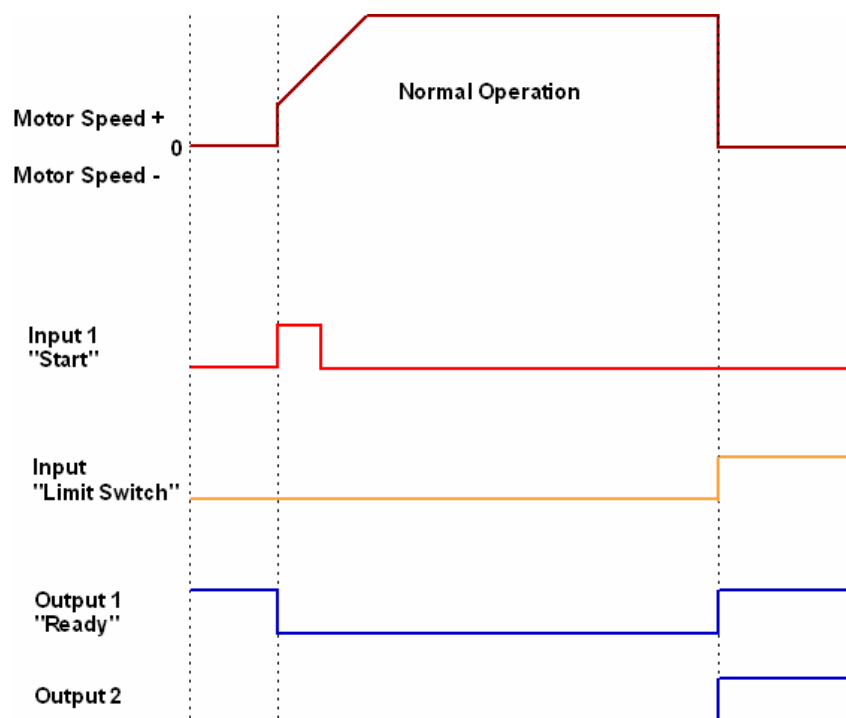 Normal Operation
Motor Speed +
0
Motor Speed -
Input 1
"Start"
Input
"Limit Switch"
Output 1
"Ready"
Output 2